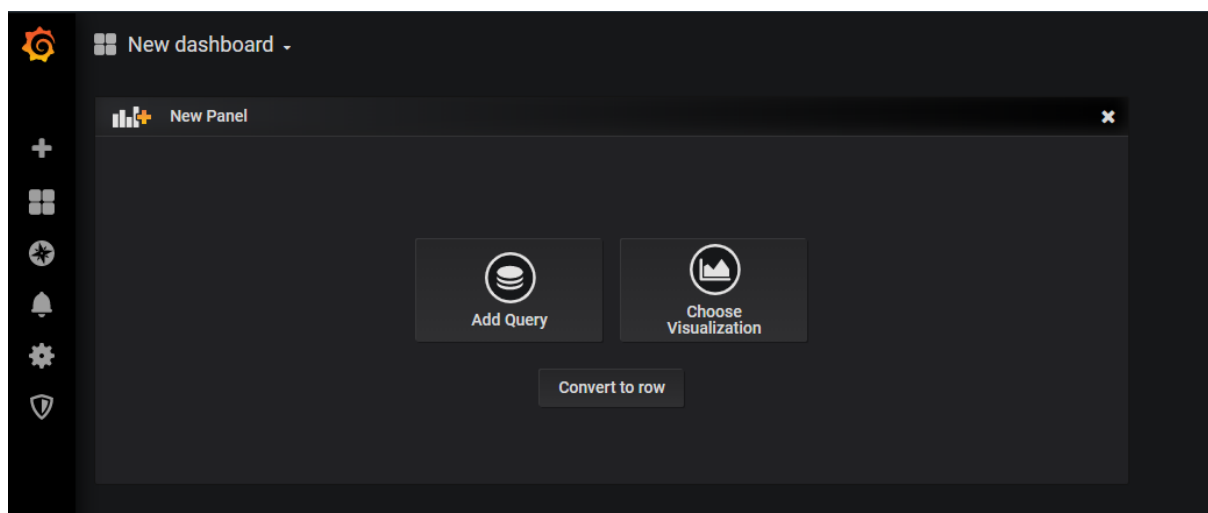 New dashboard
New Panel
Add Query
Choose
Visualization
Convert to row